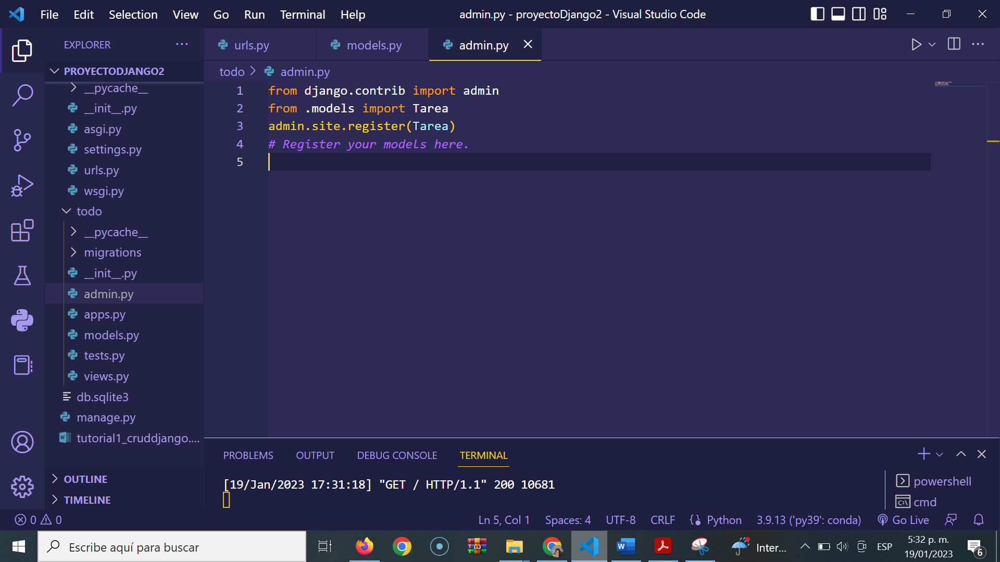 File Edit Selection View Go Run Terminal Help
admin.py - proyectoDjango2 - Visual Studio Code
EXPLORER
PROYECTODJANGO2
__pycache__
__init__.py
asgi.py
settings.py
urls.py
wsgi.py
todo
__pycache__
migrations
__init__.py
admin.py
apps.py
models.py
tests.py
views.py
db.sqlite3
manage.py
tutorial1_cruddjango....
OUTLINE
TIMELINE
urls.py models.py admin.py
todo > admin.py
1 from django.contrib import admin
2 from .models import Tarea
3 admin.site.register(Tarea)
4 # Register your models here.
5
PROBLEMS OUTPUT DEBUG CONSOLE TERMINAL
[19/Jan/2023 17:31:18] "GET / HTTP/1.1" 200 10681
powershell
cmd
0 0 Ln 5, Col 1 Spaces: 4 UTF-8 CRLF Python 3.9.13 ('py39': conda) Go Live
Escribe aquí para buscar
Inter...
ESP
5:32 p. m.
19/01/2023
6